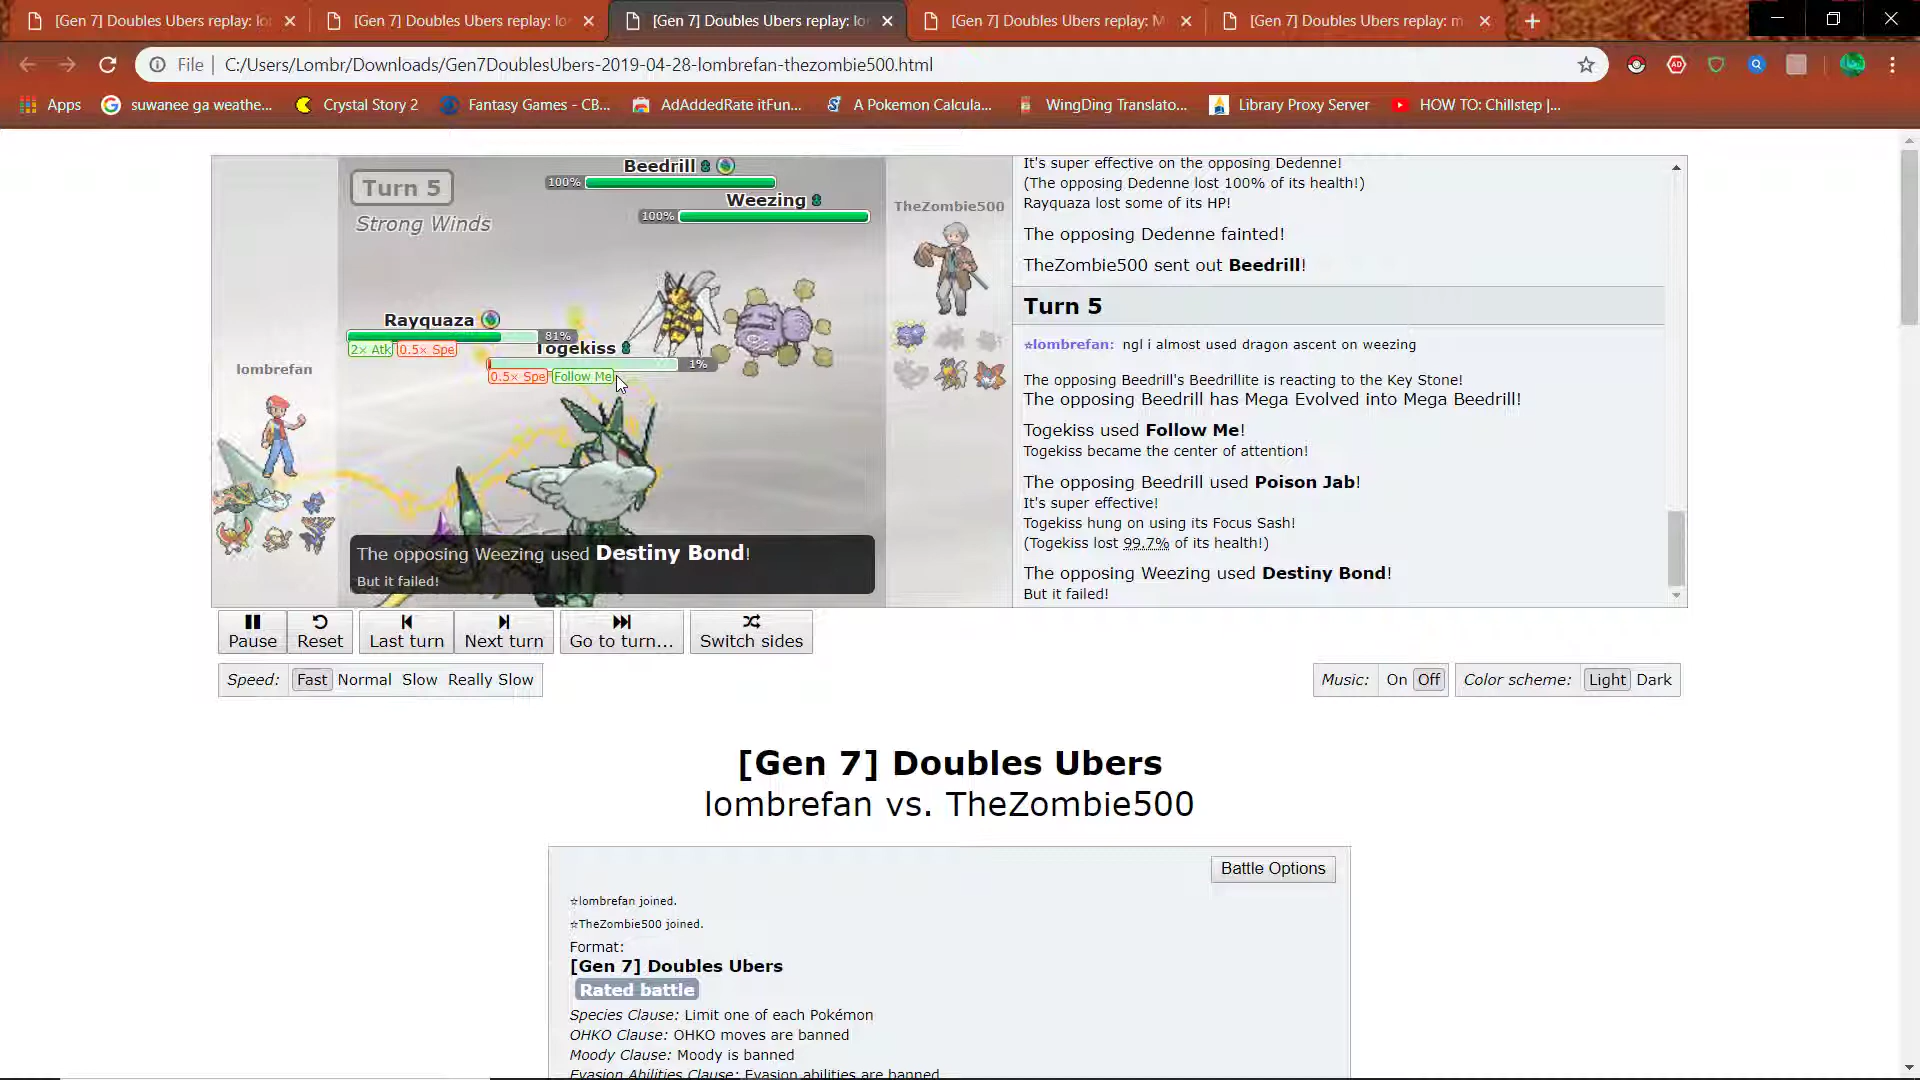 [Gen 7] Doubles Ubers replay: lo
[Gen 7] Doubles Ubers replay: lo
[Gen 7] Doubles Ubers replay: lo
[Gen 7] Doubles Ubers replay: M
[Gen 7] Doubles Ubers replay: m
File
C:/Users/Lombr/Downloads/Gen7DoublesUbers-2019-04-28-lombrefan-thezombie500.html
Apps
suwanee ga weathe...
Crystal Story 2
Fantasy Games - CB...
AdAddedRate itFun...
A Pokemon Calcula...
WingDing Translato...
Library Proxy Server
HOW TO: Chillstep |...
Turn 5
Strong Winds
Beedrill
100%
Weezing
100%
TheZombie500
Rayquaza
81%
2× Atk 0.5× Spe
Togekiss
1%
0.5× Spe Follow Me
lombrefan
The opposing Weezing used Destiny Bond!
But it failed!
It's super effective on the opposing Dedenne!
(The opposing Dedenne lost 100% of its health!)
Rayquaza lost some of its HP!
The opposing Dedenne fainted!
TheZombie500 sent out Beedrill!
Turn 5
☆lombrefan: ngl i almost used dragon ascent on weezing
The opposing Beedrill's Beedrillite is reacting to the Key Stone!
The opposing Beedrill has Mega Evolved into Mega Beedrill!
Togekiss used Follow Me!
Togekiss became the center of attention!
The opposing Beedrill used Poison Jab!
It's super effective!
Togekiss hung on using its Focus Sash!
(Togekiss lost 99.7% of its health!)
The opposing Weezing used Destiny Bond!
But it failed!
Pause
Reset
Last turn
Next turn
Go to turn...
Switch sides
Speed: Fast Normal Slow Really Slow
Music: On Off
Color scheme: Light Dark
[Gen 7] Doubles Ubers
lombrefan vs. TheZombie500
Battle Options
☆lombrefan joined.
☆TheZombie500 joined.
Format:
[Gen 7] Doubles Ubers
Rated battle
Species Clause: Limit one of each Pokémon
OHKO Clause: OHKO moves are banned
Moody Clause: Moody is banned
Evasion Abilities Clause: Evasion abilities are banned